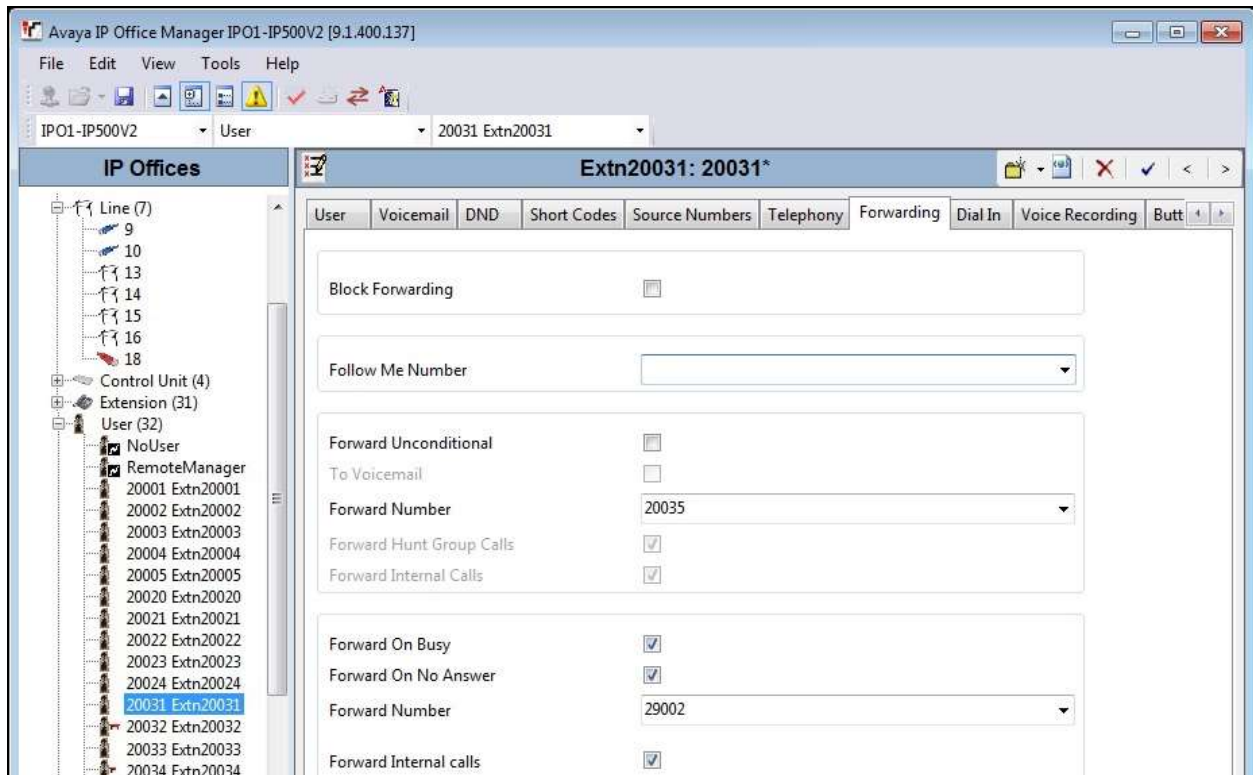 Avaya IP Office Manager IPO1-IP500V2 [9.1.400.137]
File Edit View Tools Help
IPO1-IP500V2 User 20031 Extn20031
IP Offices
Extn20031: 20031*
Line (7)
9
10
13
14
15
16
18
Control Unit (4)
Extension (31)
User (32)
NoUser
RemoteManager
20001 Extn20001
20002 Extn20002
20003 Extn20003
20004 Extn20004
20005 Extn20005
20020 Extn20020
20021 Extn20021
20022 Extn20022
20023 Extn20023
20024 Extn20024
20031 Extn20031
20032 Extn20032
20033 Extn20033
20034 Extn20034
User Voicemail DND Short Codes Source Numbers Telephony Forwarding Dial In Voice Recording Butt
Block Forwarding
Follow Me Number
Forward Unconditional
To Voicemail
Forward Number 20035
Forward Hunt Group Calls
Forward Internal Calls
Forward On Busy
Forward On No Answer
Forward Number 29002
Forward Internal calls